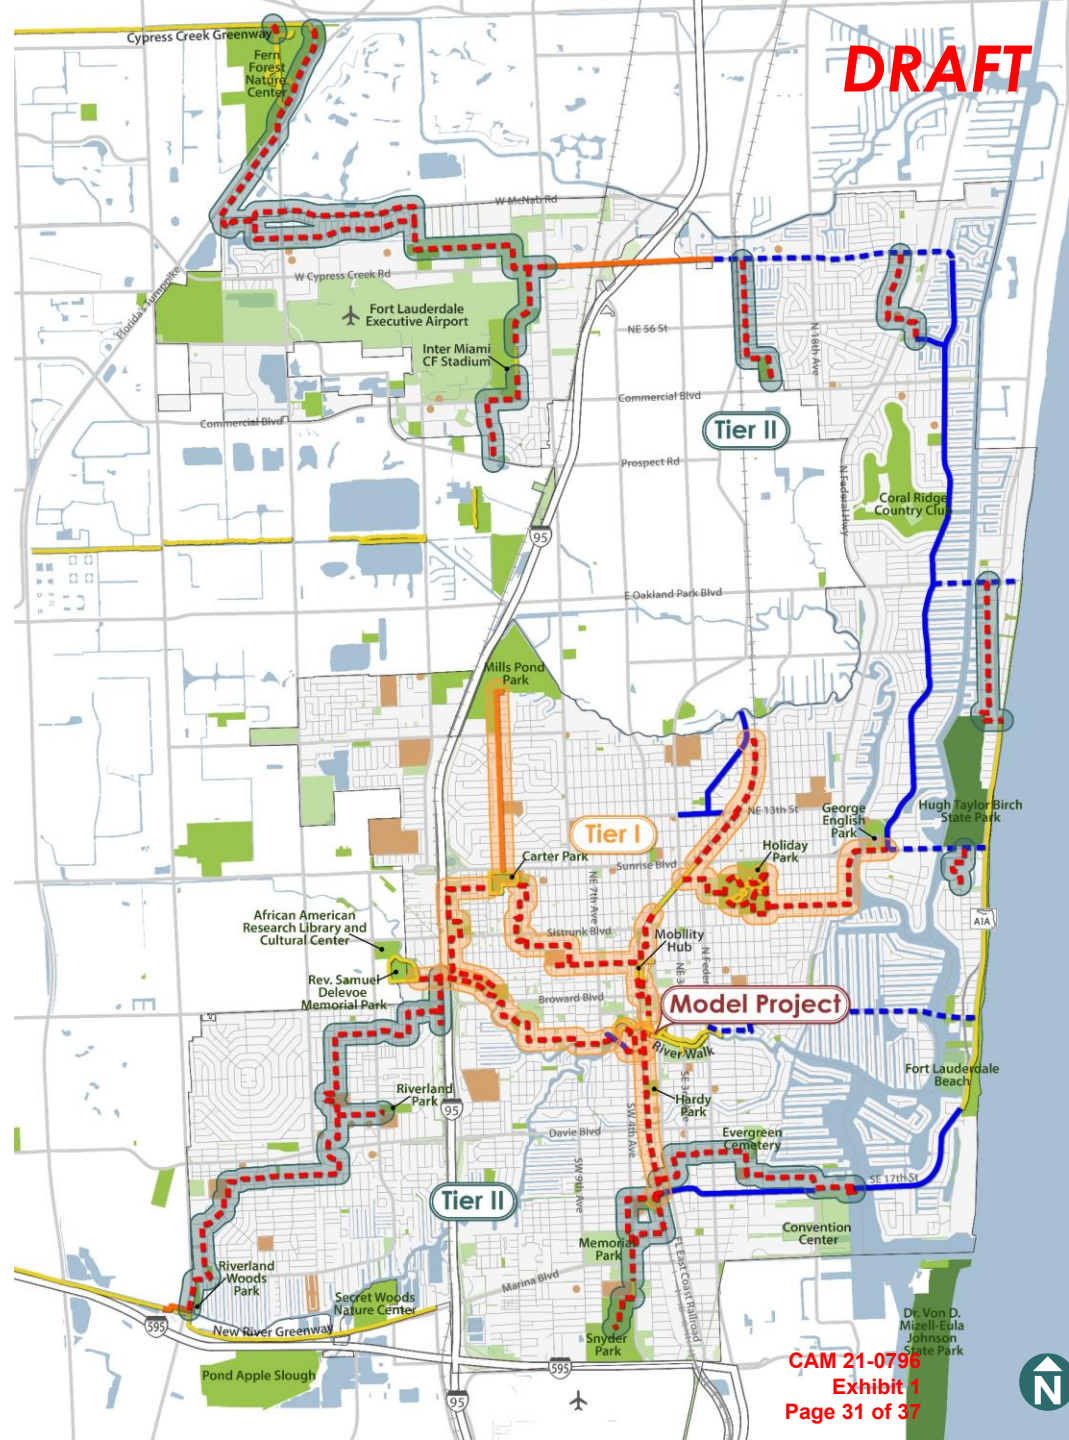 DRAFT
Cypress Creek Greenway
Fern
Forest
Nature
Center
W McNab Rd
Florida's Turnpike
W Cypress Creek Rd
Fort Lauderdale
Executive Airport
NE 56 St
N 18th Ave
Inter Miami
CF Stadium
Commercial Blvd
Commercial Blvd
Tier II
Prospect Rd
N Federal Hwy
Coral Ridge
Country Clu
95
E Oakland Park Blvd
Mills Pond
Park
NE 13th St
George
English
Park
Hugh Taylor Birch
State Park
Tier I
Holiday
Park
Carter Park
Sunrise Blvd
NE 7th Ave
African American
Research Library and
Cultural Center
Sistrunk Blvd
Mobility
Hub
A1A
NE 3
N Feder
Rev. Samuel
Delevoe
Memorial Park
Broward Blvd
Model Project
River Walk
Fort Lauderdale
Beach
Riverland
Park
95
Hardy
Park
SW 4th Ave
Davie Blvd
Evergreen
Cemetery
SW 9th Ave
SE 17th St
Tier II
Convention
Center
Memorial
Park
Marina Blvd
FL East Coast Railroad
Riverland
Woods
Park
Secret Woods
Nature Center
New River Greenway
595
Snyder
Park
Dr. Von D.
Mizell-Eula
Johnson
State Park
Pond Apple Slough
595
95
CAM 21-0796
Exhibit 1
Page 31 of 37
N